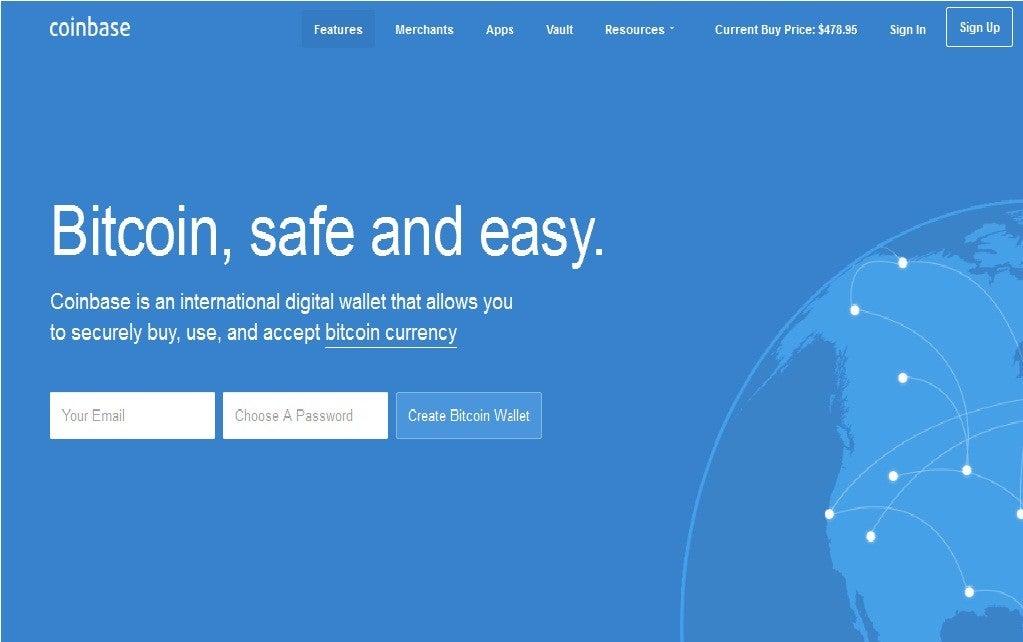 coinbase
Features Merchants Apps Vault Resources Current Buy Price: $478.95 Sign In Sign Up
Bitcoin, safe and easy.
Coinbase is an international digital wallet that allows you
to securely buy, use, and accept bitcoin currency
Your Email Choose A Password Create Bitcoin Wallet